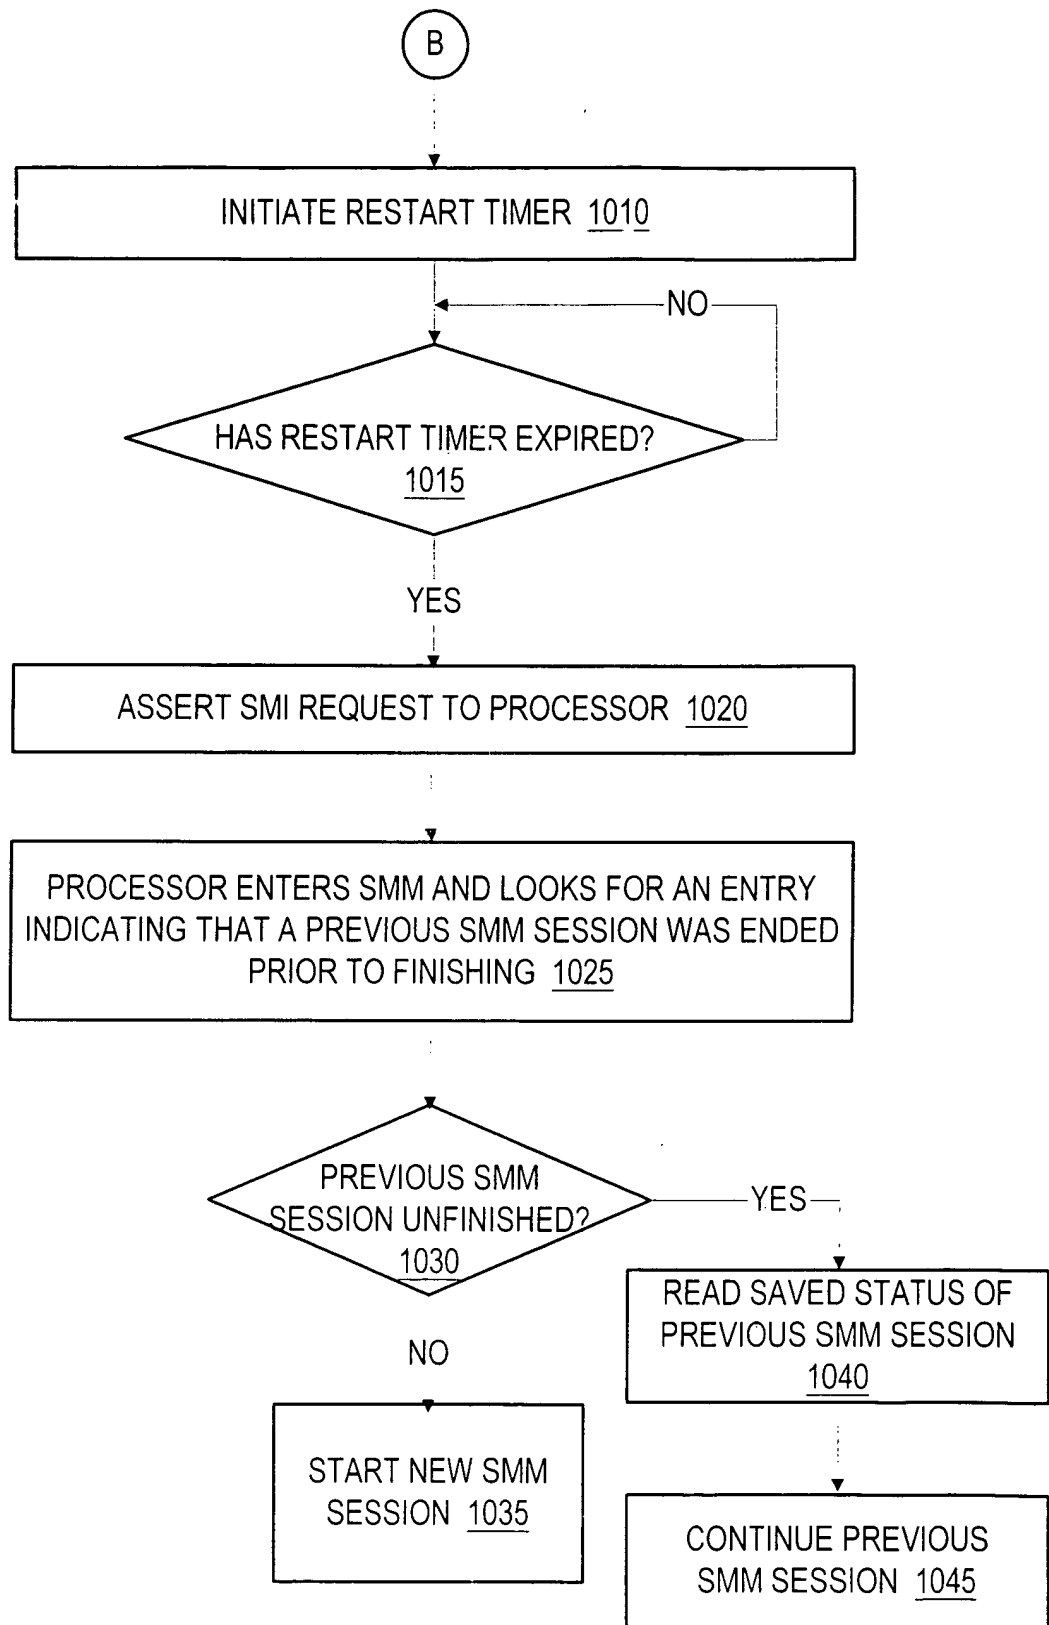 B
INITIATE RESTART TIMER 1010
NO
HAS RESTART TIMER EXPIRED?
1015
YES
ASSERT SMI REQUEST TO PROCESSOR 1020
PROCESSOR ENTERS SMM AND LOOKS FOR AN ENTRY
INDICATING THAT A PREVIOUS SMM SESSION WAS ENDED
PRIOR TO FINISHING 1025
PREVIOUS SMM
SESSION UNFINISHED?
1030
YES
READ SAVED STATUS OF
PREVIOUS SMM SESSION
1040
NO
START NEW SMM
SESSION 1035
CONTINUE PREVIOUS
SMM SESSION 1045